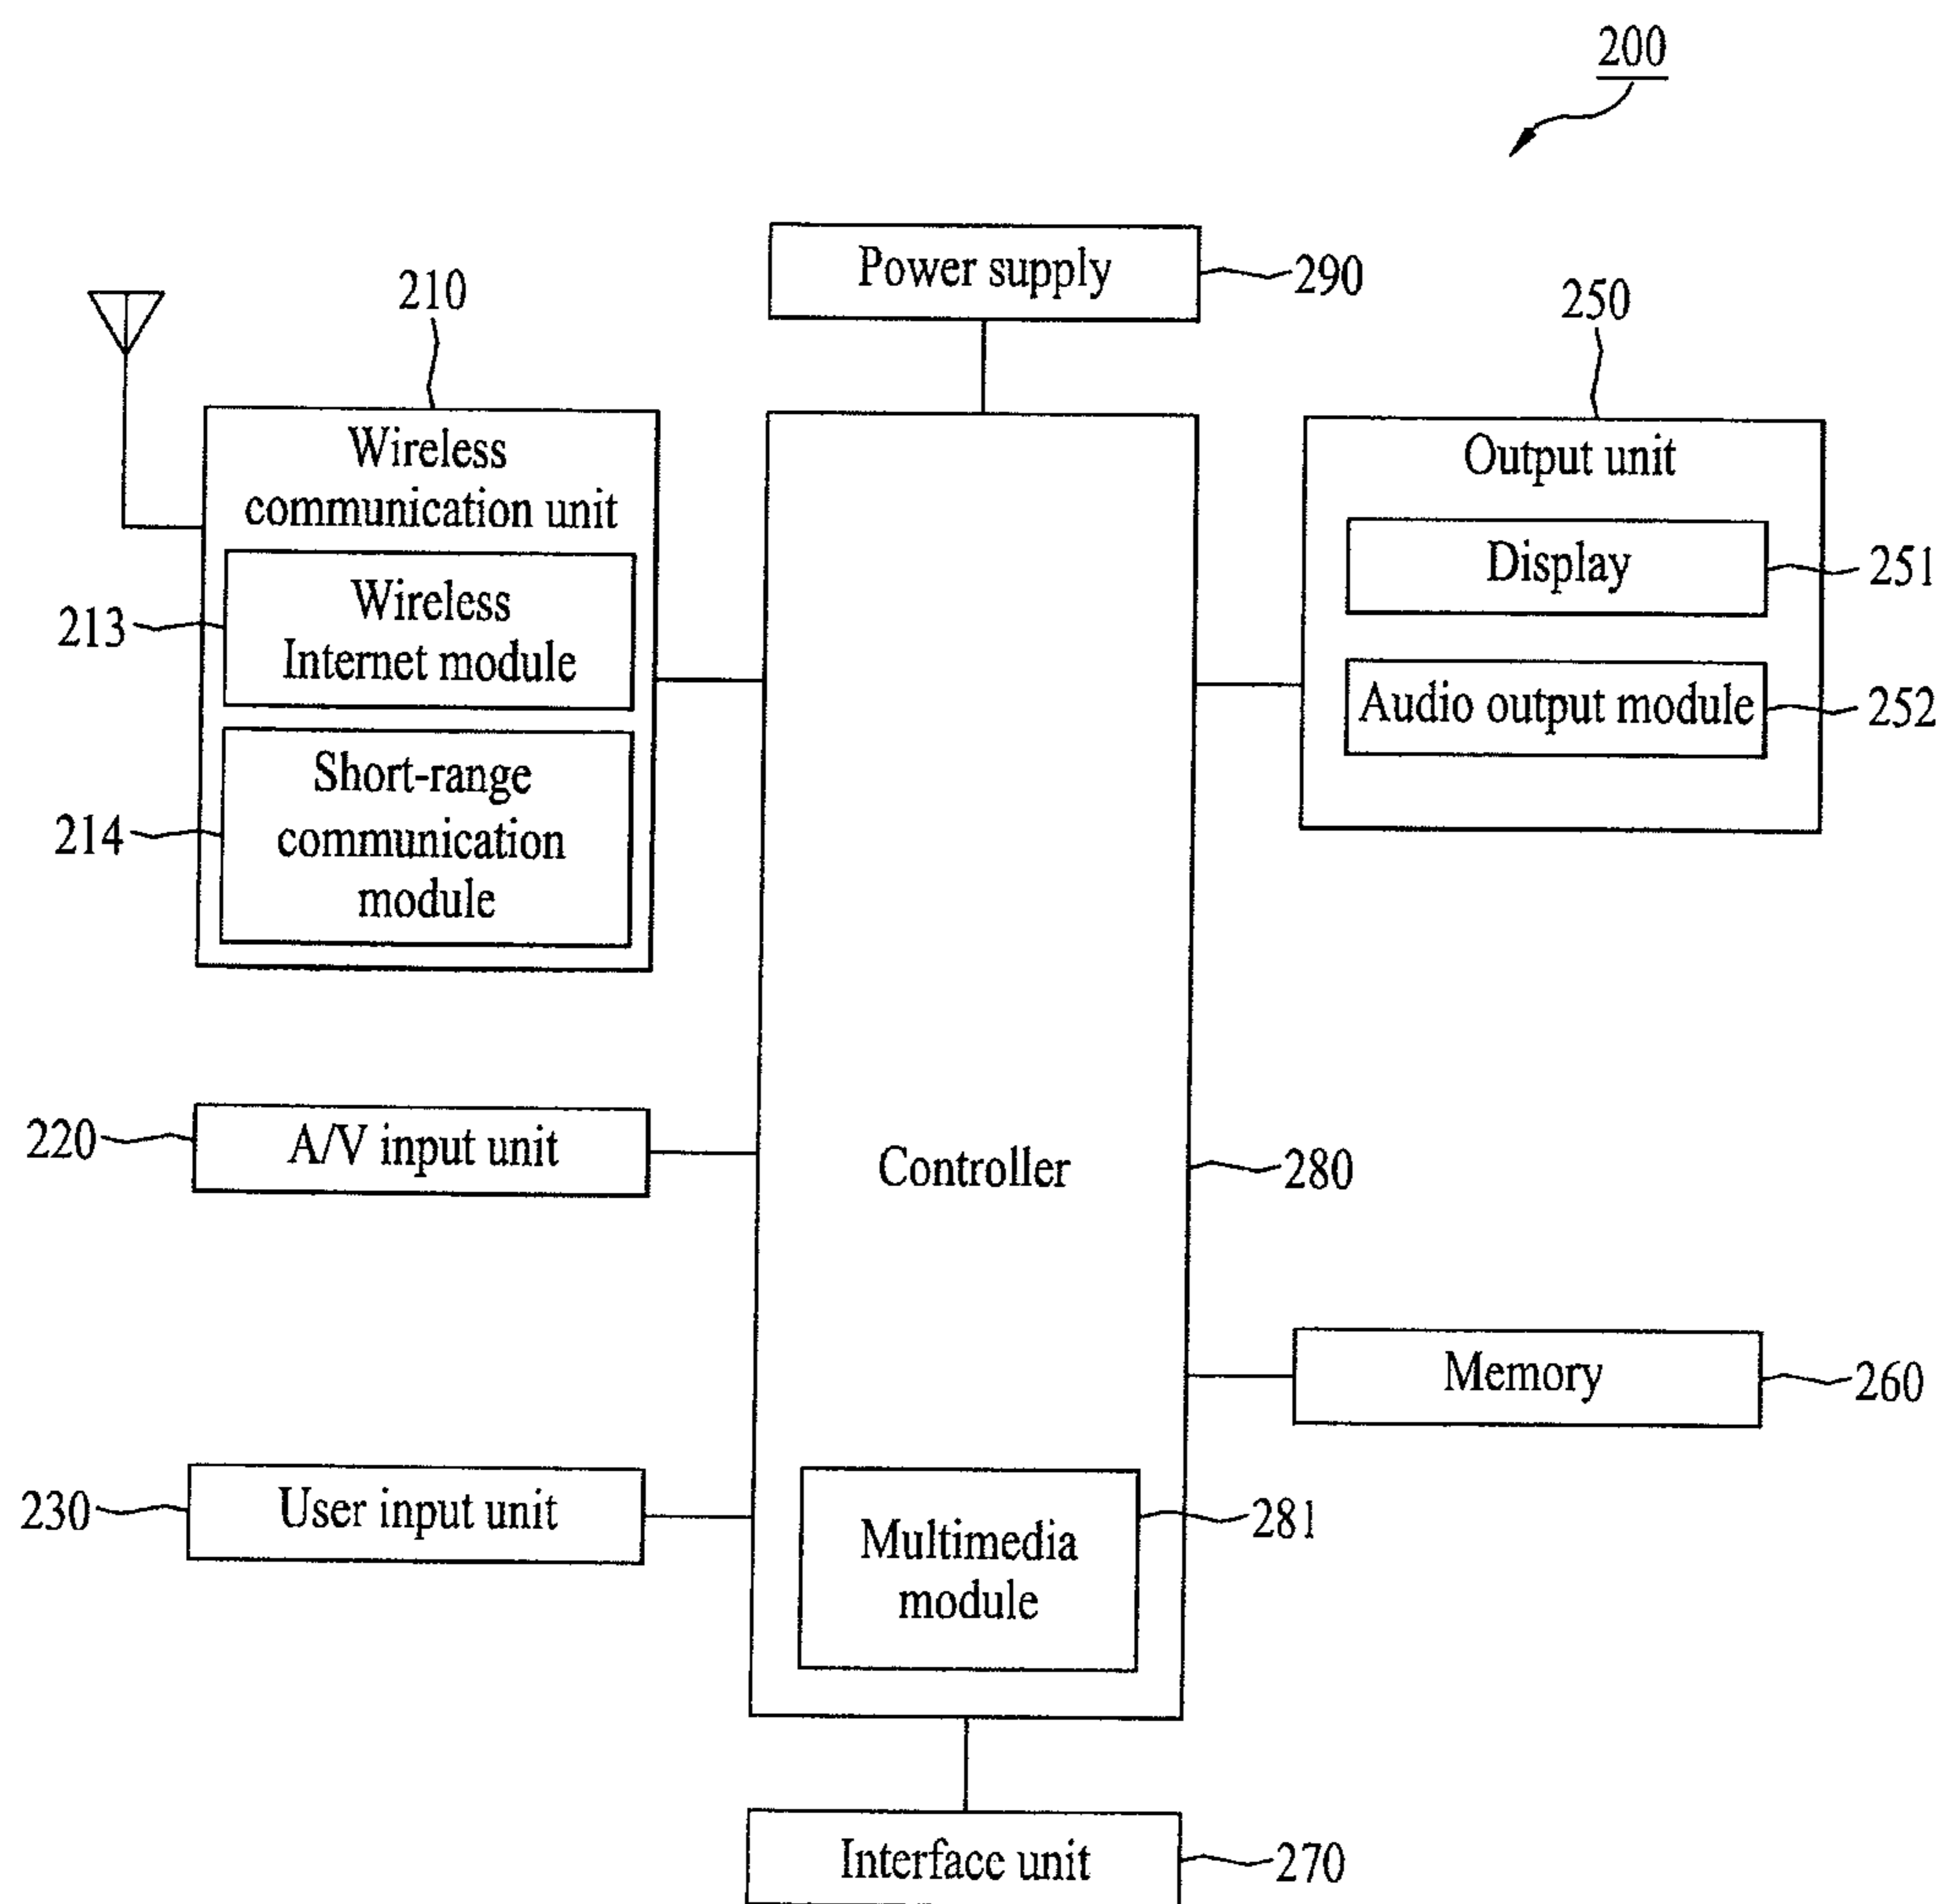 200
Power supply
290
210
250
Wireless
communication unit
Output unit
Display
251
213
Wireless
Internet module
Audio output module
252
214
Short-range
communication
module
220
A/V input unit
Controller
280
Memory
260
230
User input unit
Multimedia
module
281
Interface unit
270